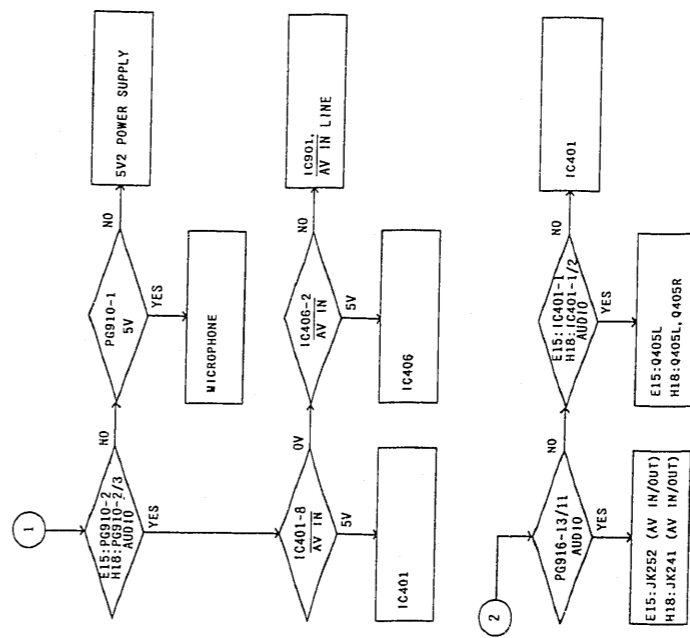 1
E15:PG910-2
H18:PG910-2/3
AUDIO
NO
YES
PG910-1
5V
NO
YES
5V2 POWER SUPPLY
MICROPHONE
IC401-8
AV IN
0V
5V
IC401
IC406-2
AV IN
NO
5V
IC901,
AV IN LINE
IC406
2
PG916-13/11
AUDIO
NO
YES
E15:JK252 (AV IN/OUT)
H18:JK241 (AV IN/OUT)
E15:IC401-1
H18:IC401-1/2
AUDIO
NO
YES
IC401
E15:Q405L
H18:Q405L,Q405R